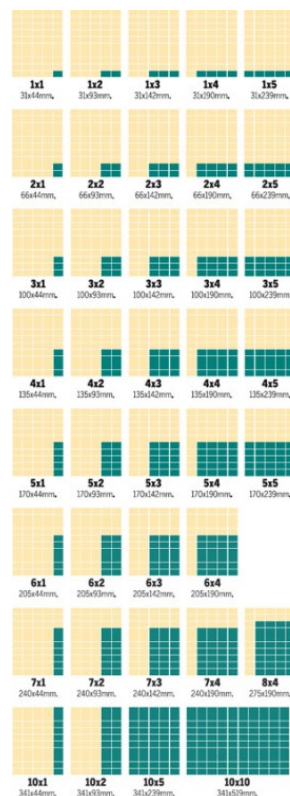 1x1 1x2 1x3 1x4 1x5
31x44mm, 31x93mm, 31x142mm, 31x190mm, 31x239mm,
2x1 2x2 2x3 2x4 2x5
66x44mm, 66x93mm, 66x142mm, 66x190mm, 66x239mm,
3x1 3x2 3x3 3x4 3x5
100x44mm, 100x93mm, 100x142mm, 100x190mm, 100x239mm,
4x1 4x2 4x3 4x4 4x5
135x44mm, 135x93mm, 135x142mm, 135x190mm, 135x239mm,
5x1 5x2 5x3 5x4 5x5
170x44mm, 170x93mm, 170x142mm, 170x190mm, 170x239mm,
6x1 6x2 6x3 6x4
205x44mm, 205x93mm, 205x142mm, 205x190mm,
7x1 7x2 7x3 7x4 8x4
240x44mm, 240x93mm, 240x142mm, 240x190mm, 275x190mm,
10x1 10x2 10x5 10x10
341x44mm, 341x93mm, 341x239mm, 341x519mm,